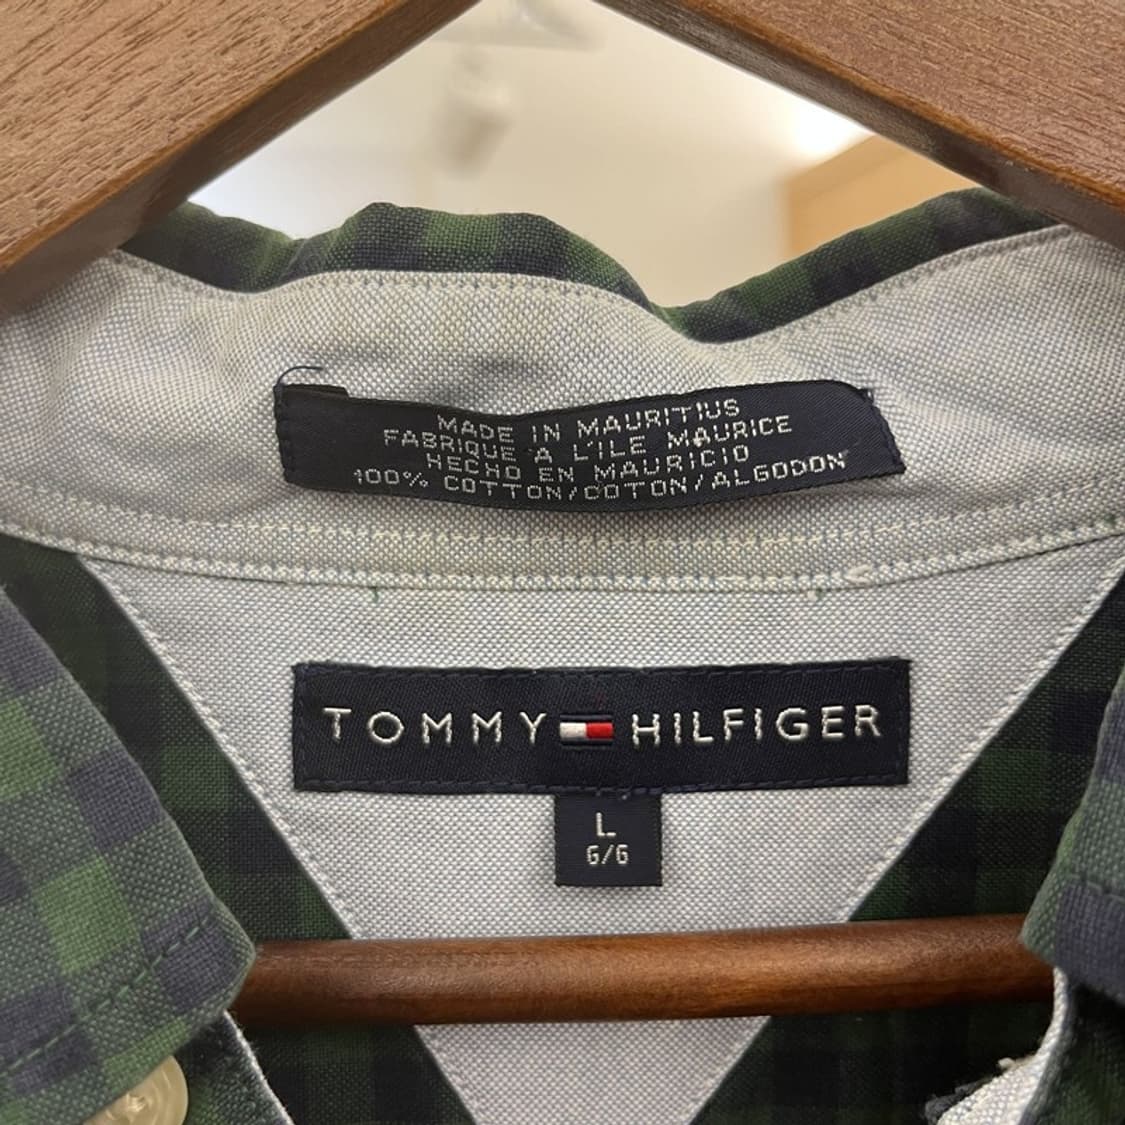 MADE IN MAURITIUS
FABRIQUE A L'ILE MAURICE
HECHO EN MAURICIO
100% COTTON/COTON/ALGODON
TOMMY HILFIGER
L
G/G